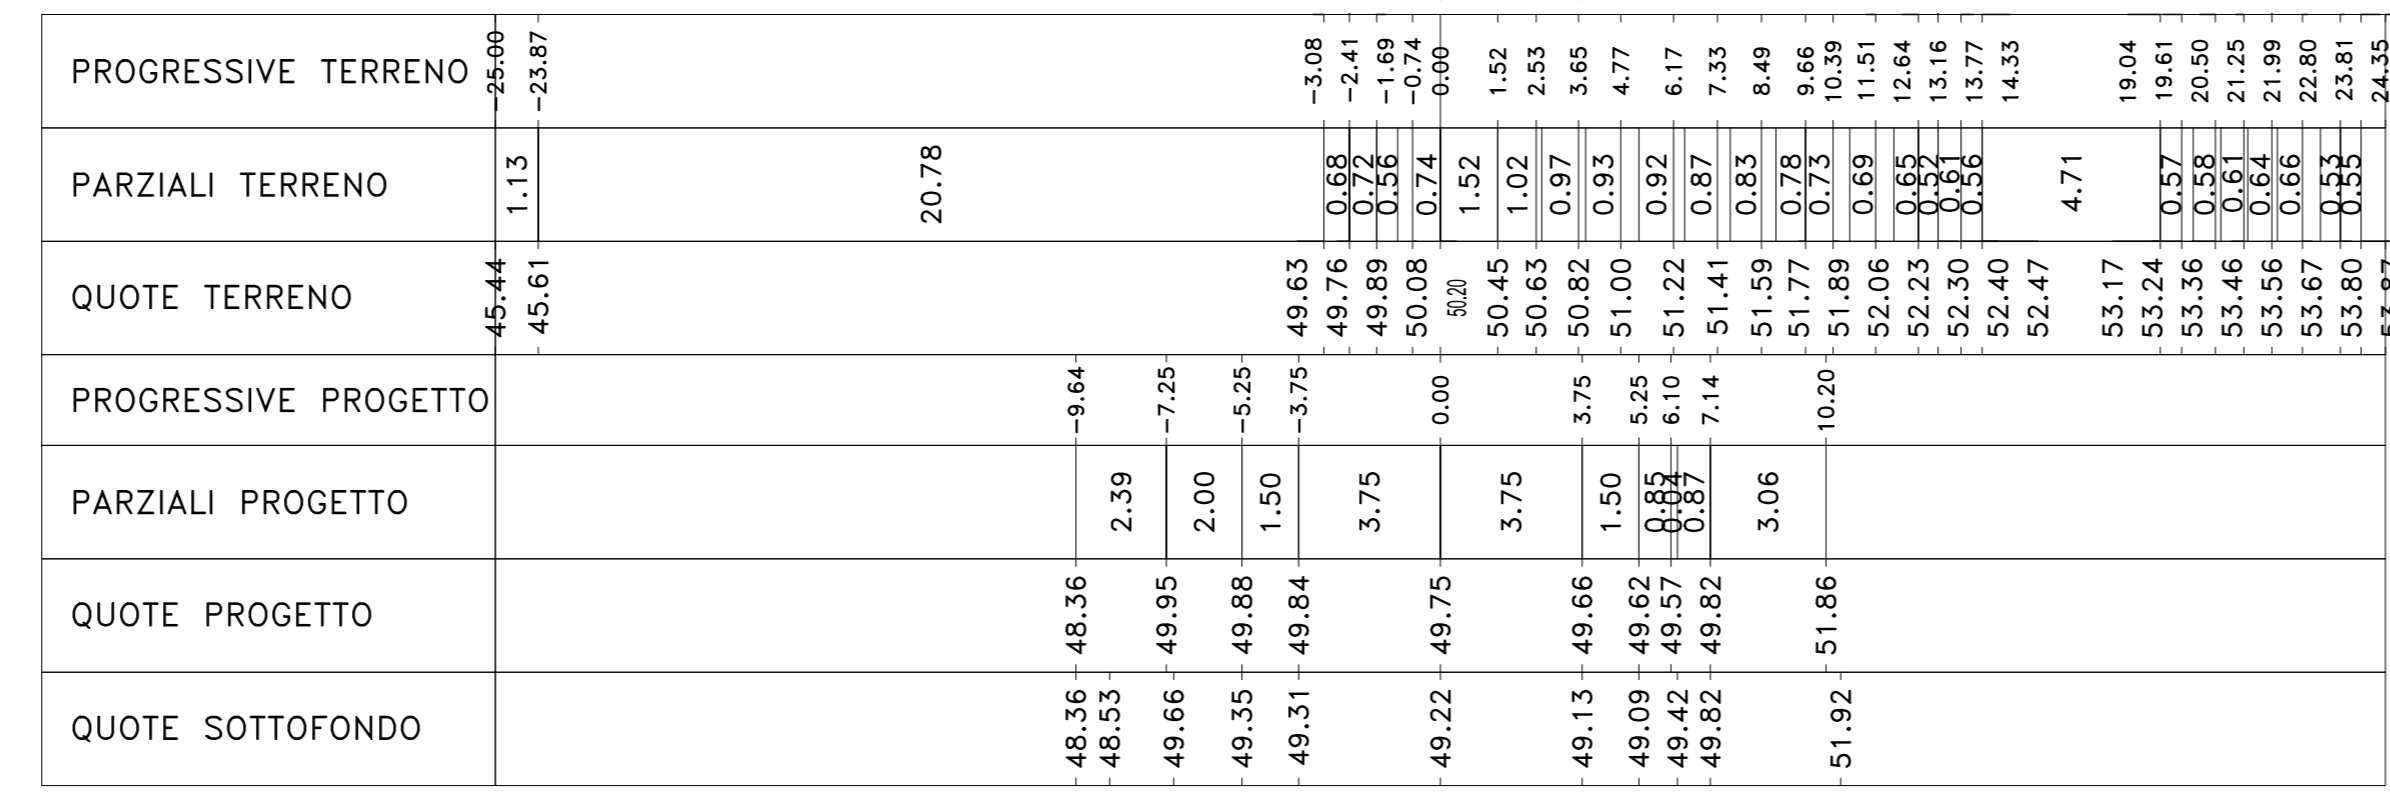 PROGRESSIVE TERRENO -25.00 -23.87 -3.08 -2.41 -1.69 -0.74 0.00 1.52 2.53 3.65 4.77 6.17 7.33 8.49 9.66 10.39 11.51 12.64 13.16 13.77 14.33 19.04 19.61 20.50 21.25 21.99 22.80 23.81 24.35
PARZIALI TERRENO 1.13 20.78 0.68 0.72 0.56 0.74 1.52 1.02 0.97 0.93 0.92 0.87 0.83 0.78 0.73 0.69 0.65 0.52 0.61 0.56 4.71 0.57 0.58 0.61 0.64 0.66 0.53 0.55
QUOTE TERRENO 45.44 45.61 49.63 49.76 49.89 50.08 50.20 50.45 50.63 50.82 51.00 51.22 51.41 51.59 51.77 51.89 52.06 52.23 52.30 52.40 52.47 53.17 53.24 53.36 53.46 53.56 53.67 53.80
PROGRESSIVE PROGETTO -9.64 -7.25 -5.25 -3.75 0.00 3.75 5.25 6.10 7.14 10.20
PARZIALI PROGETTO 2.39 2.00 1.50 3.75 3.75 1.50 0.85 0.04 0.87 3.06
QUOTE PROGETTO 48.36 49.95 49.88 49.84 49.75 49.66 49.62 49.57 49.82 51.86
QUOTE SOTTOFONDO 48.36 48.53 49.66 49.35 49.31 49.22 49.13 49.09 49.42 49.82 51.92